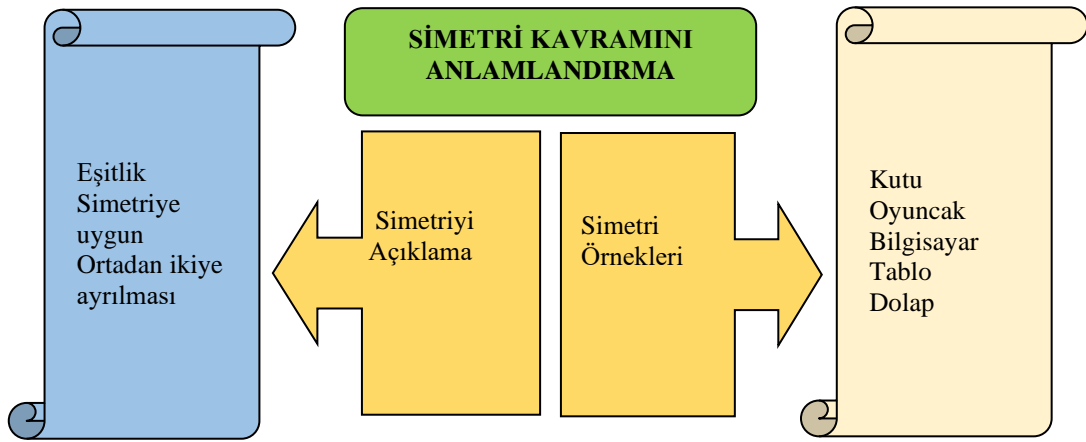 SİMETRİ KAVRAMINI
ANLAMLANDIRMA
Eşitlik
Simetriye
uygun
Ortadan ikiye
ayrılması
Simetriyi
Açıklama
Simetri
Örnekleri
Kutu
Oyuncak
Bilgisayar
Tablo
Dolap